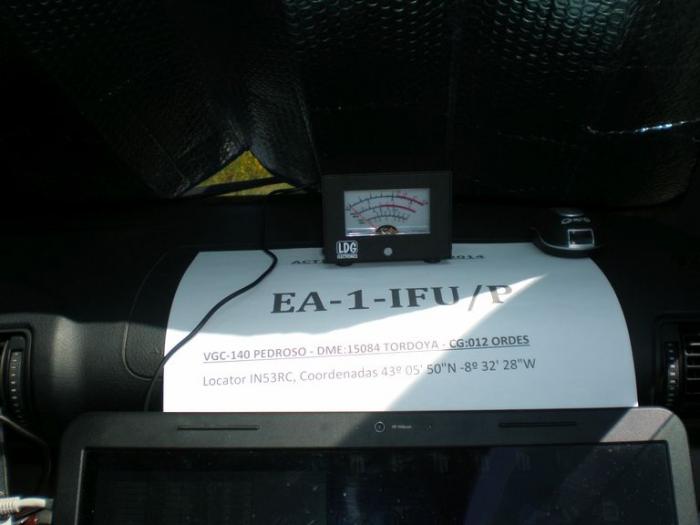 LDG
ELECTRONICS
2014
EA-1-IFU/P
VGC-140 PEDROSO - DME:15084 TORDOYA - CG:012 ORDES
Locator IN53RC, Coordenadas 43º 05' 50"N -8º 32' 28"W